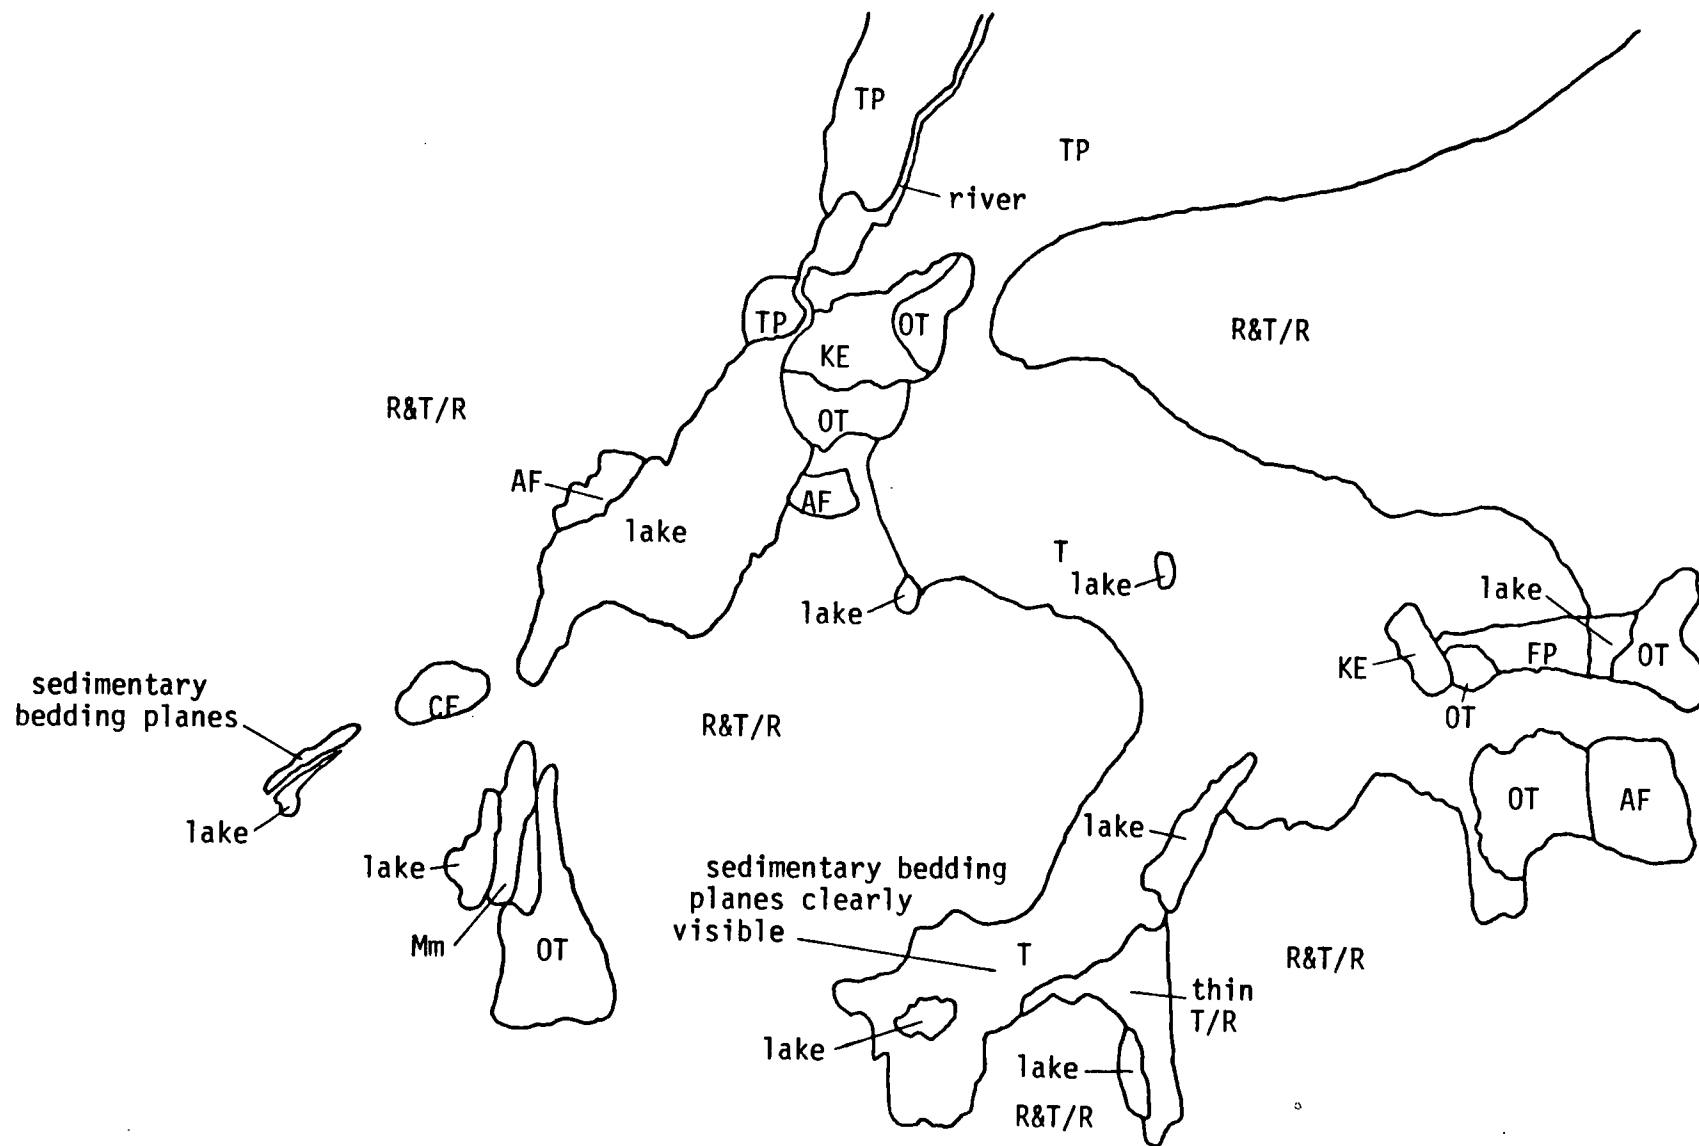 TP
TP
river
TP
OT
KE
R&T/R
R&T/R
OT
AF
AF
lake
T
lake
lake
lake
KE
FP
OT
OT
sedimentary
bedding planes
CF
R&T/R
lake
OT
AF
lake
lake
sedimentary bedding
planes clearly
visible
Mm
OT
T
R&T/R
thin
T/R
lake
lake
R&T/R